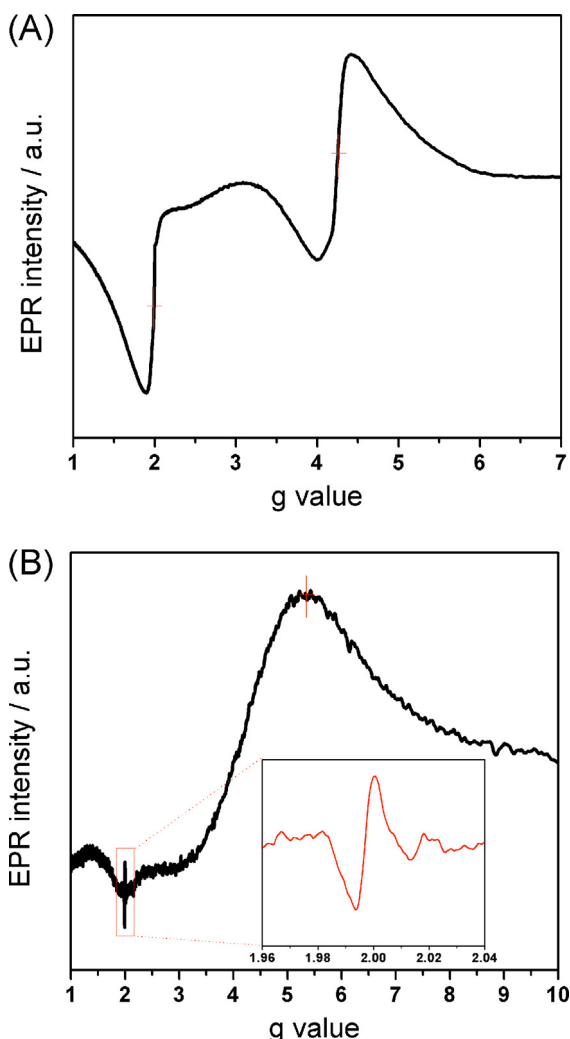 (A)
EPR intensity / a.u.
1 2 3 4 5 6 7
g value
(B)
EPR intensity / a.u.
1.96 1.98 2.00 2.02 2.04
1 2 3 4 5 6 7 8 9 10
g value